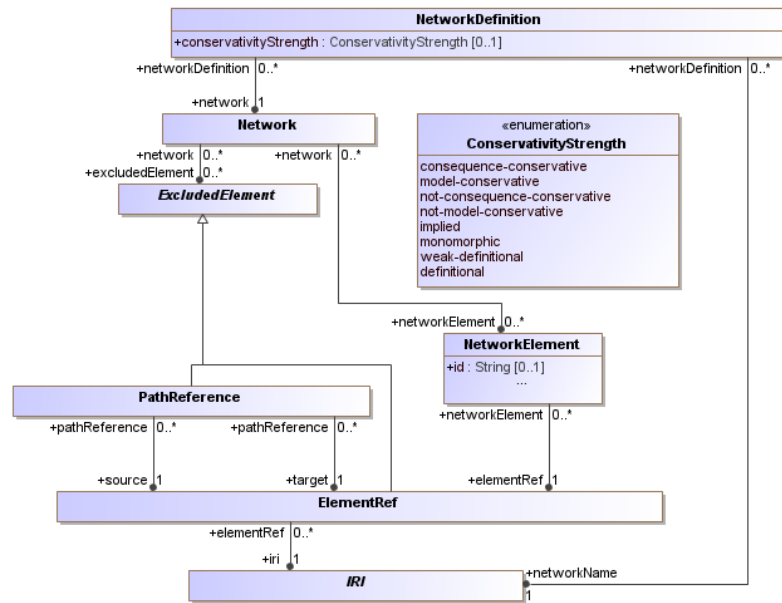 NetworkDefinition
+conservativityStrength : ConservativityStrength [0..1]
+networkDefinition 0..*
+networkDefinition 0..*
+network 1
Network
«enumeration»
ConservativityStrength
consequence-conservative
model-conservative
not-consequence-conservative
not-model-conservative
implied
monomorphic
weak-definitional
definitional
+network 0..*
+network 0..*
+excludedElement 0..*
ExcludedElement
+networkElement 0..*
NetworkElement
+id : String [0..1]
...
PathReference
+networkElement 0..*
+pathReference 0..*
+pathReference 0..*
+source 1
+target 1
+elementRef 1
ElementRef
+elementRef 0..*
+iri 1
IRI
+networkName
1